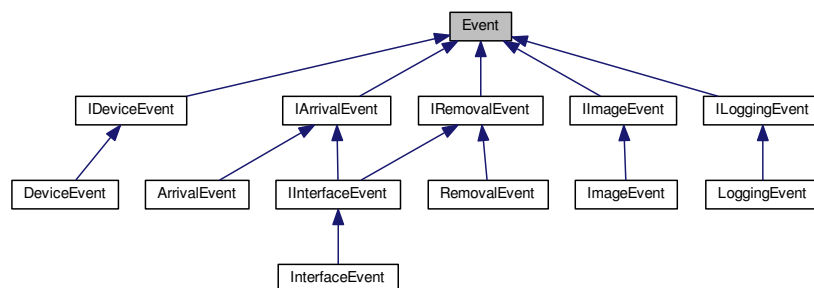 Event
IDeviceEvent IArrivalEvent IRemovalEvent IImageEvent ILoggingEvent
DeviceEvent ArrivalEvent IInterfaceEvent RemovalEvent ImageEvent LoggingEvent
InterfaceEvent